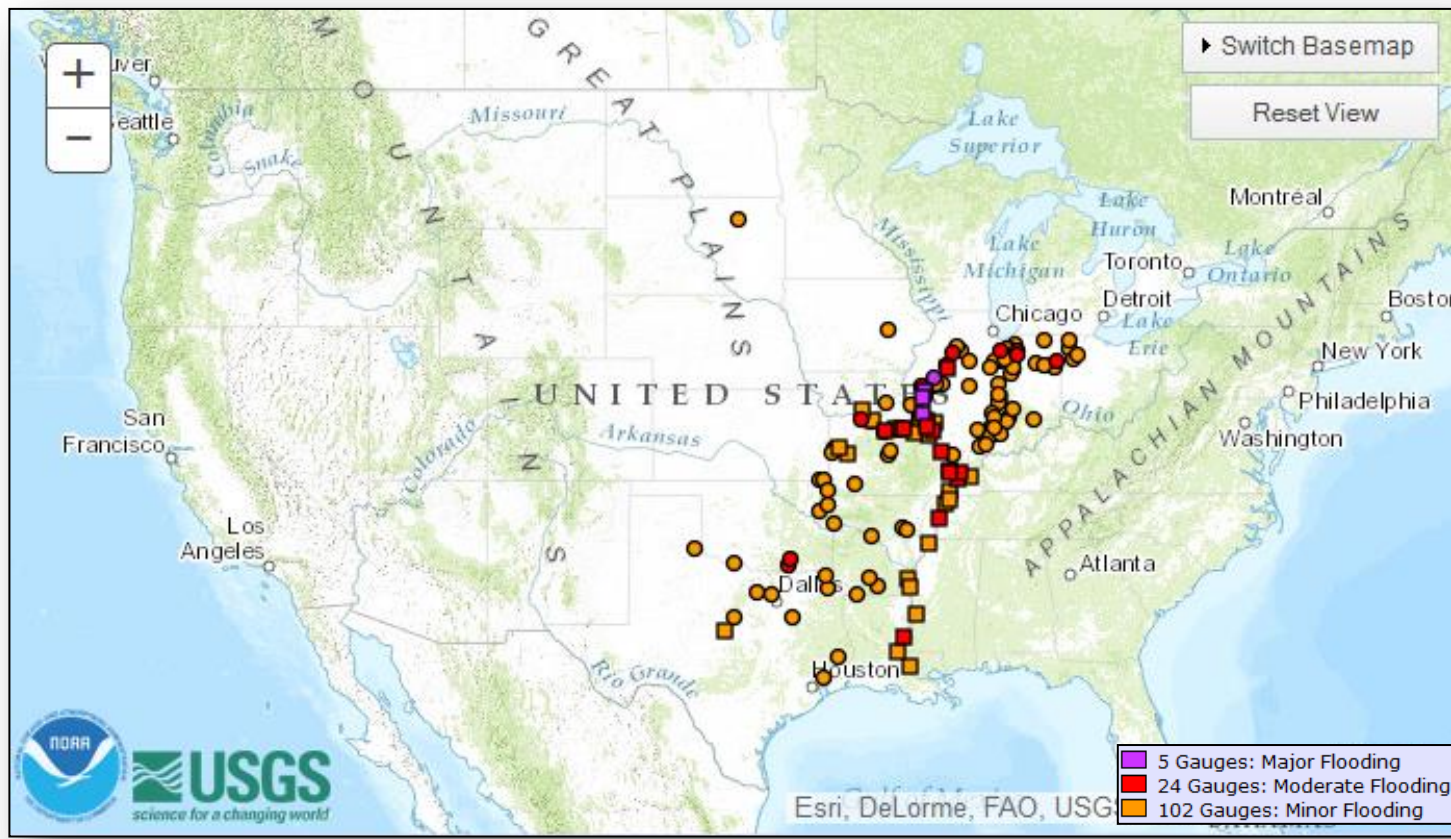 +
−
Switch Basemap
Reset View
uver
Seattle
Columbia
Snake
Missouri
MOUNTAINS
GREAT PLAINS
Lake
Superior
Mississippi
Lake
Michigan
Lake
Huron
Montréal
Toronto
Lake
Ontario
Chicago
Detroit
Lake
Erie
Boston
New York
Philadelphia
Washington
Ohio
APPALACHIAN MOUNTAINS
UNITED STATES
Arkansas
Colorado
San
Francisco
Los
Angeles
Atlanta
Dallas
Houston
Rio Grande
NOAA
USGS
science for a changing world
Esri, DeLorme, FAO, USGS
5 Gauges: Major Flooding
24 Gauges: Moderate Flooding
102 Gauges: Minor Flooding